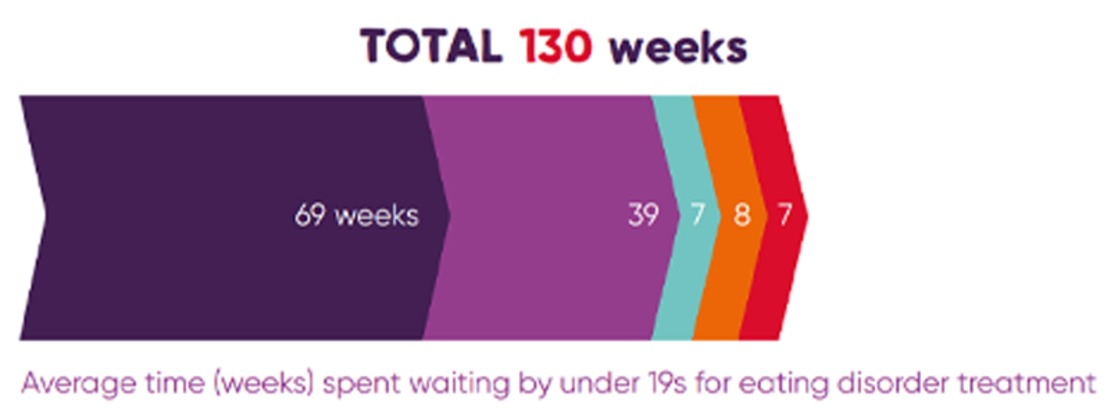 TOTAL 130 weeks
69 weeks 39 7 8 7
Average time (weeks) spent waiting by under 19s for eating disorder treatment